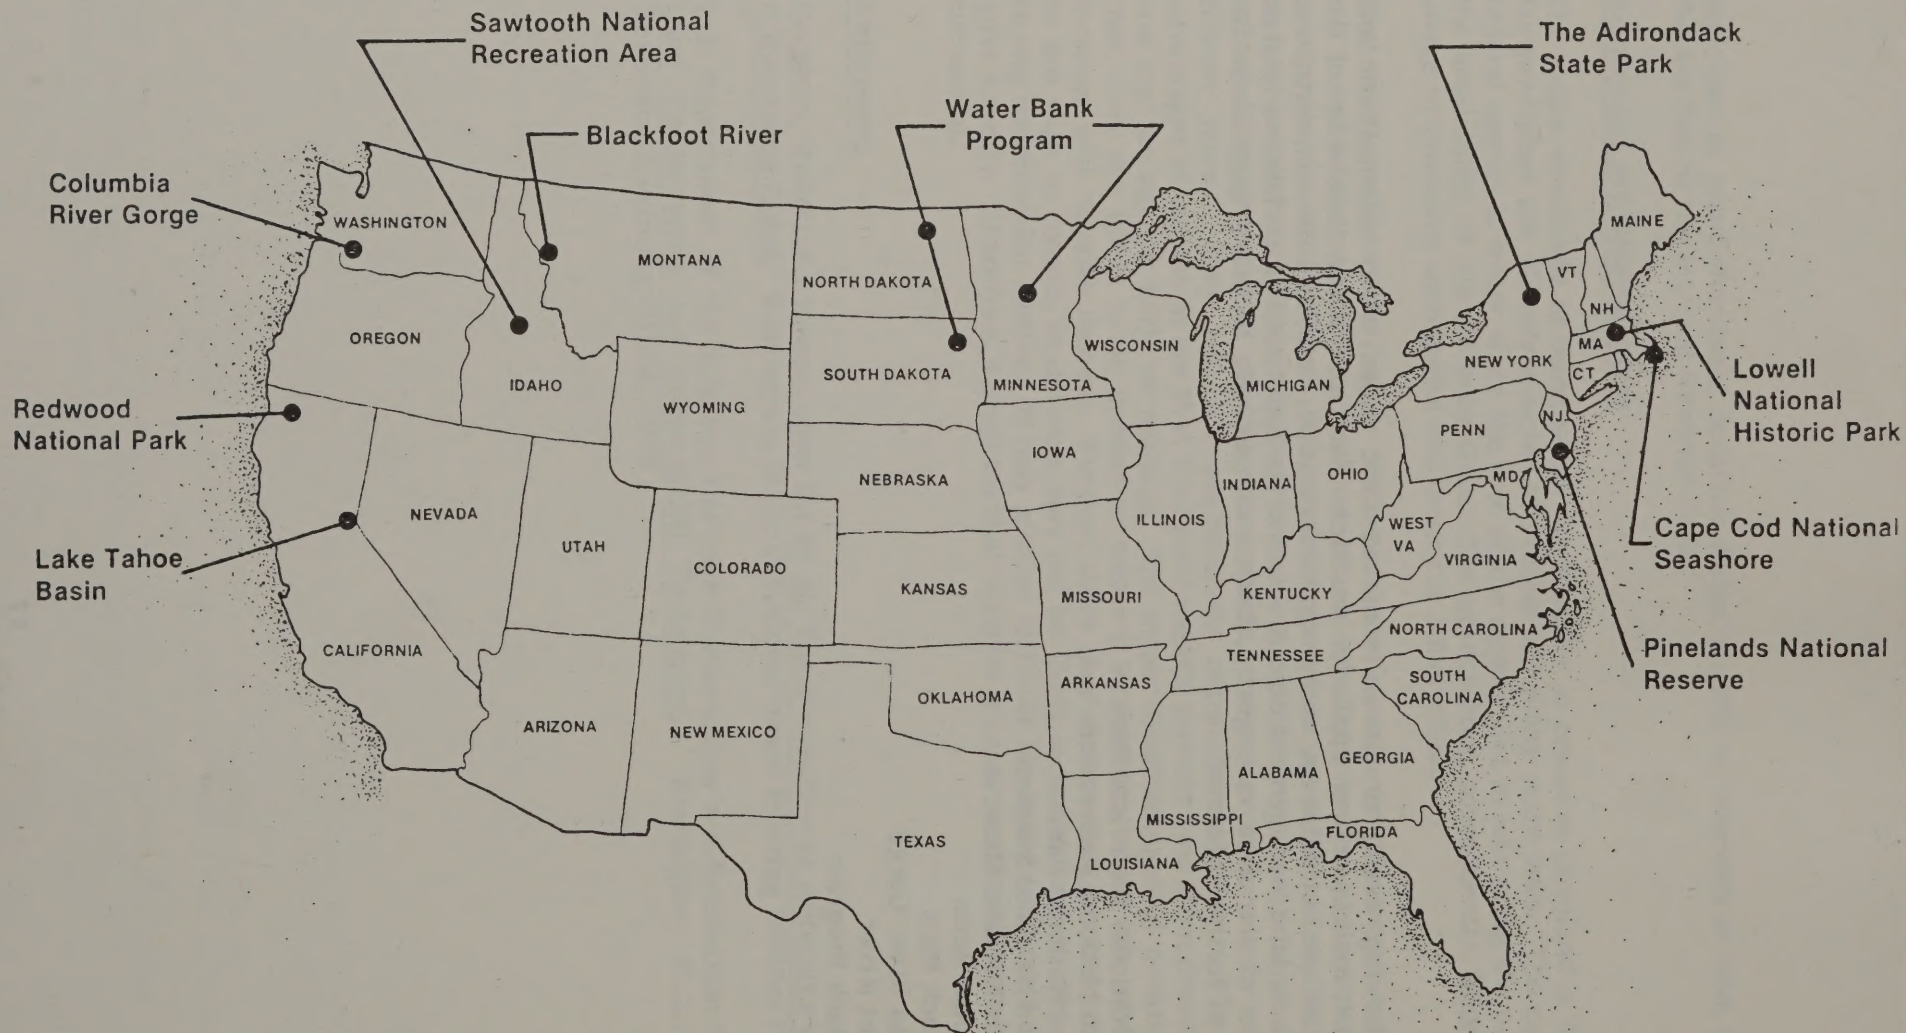 Sawtooth National
Recreation Area
The Adirondack
State Park
Water Bank
Program
Blackfoot River
Columbia
River Gorge
WASHINGTON
MAINE
MONTANA
NORTH DAKOTA
VT
NH
OREGON
IDAHO
SOUTH DAKOTA
MINNESOTA
WISCONSIN
MICHIGAN
NEW YORK
MA
CT
Lowell
National
Historic Park
Redwood
National Park
WYOMING
NEBRASKA
IOWA
PENN
NJ
ILLINOIS
INDIANA
OHIO
MD
NEVADA
WEST
VA
VIRGINIA
Cape Cod National
Seashore
Lake Tahoe
Basin
UTAH
COLORADO
KANSAS
MISSOURI
KENTUCKY
CALIFORNIA
NORTH CAROLINA
TENNESSEE
Pinelands National
Reserve
ARIZONA
NEW MEXICO
OKLAHOMA
ARKANSAS
SOUTH
CAROLINA
GEORGIA
ALABAMA
MISSISSIPPI
FLORIDA
TEXAS
LOUISIANA